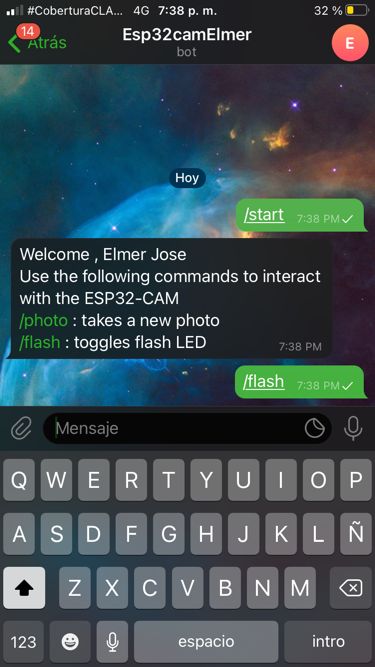 #CoberturaCLA... 4G 7:38 p. m. 32 %
14
Atrás
Esp32camElmer
bot
E
Hoy
/start 7:38 PM
Welcome , Elmer Jose
Use the following commands to interact
with the ESP32-CAM
/photo : takes a new photo
/flash : toggles flash LED
7:38 PM
/flash 7:38 PM
Mensaje
Q W E R T Y U I O P
A S D F G H J K L Ñ
Z X C V B N M
123 espacio intro